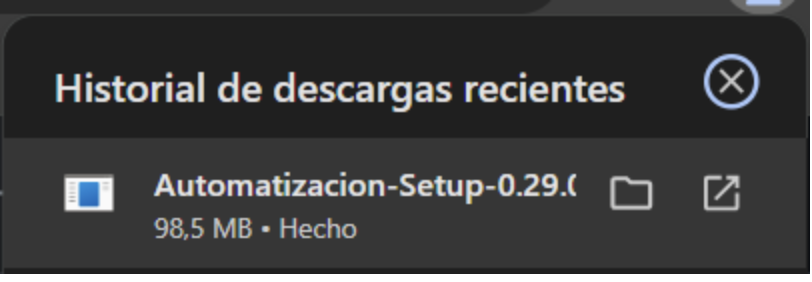 Historial de descargas recientes
Automatizacion-Setup-0.29.
98,5 MB • Hecho